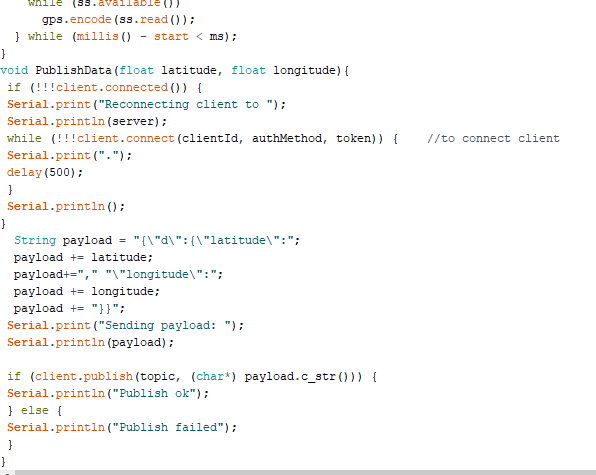 while (ss.available())
gps.encode(ss.read());
} while (millis() - start < ms);
}
void PublishData(float latitude, float longitude){
if (!!!client.connected()) {
Serial.print("Reconnecting client to ");
Serial.println(server);
while (!!!client.connect(clientId, authMethod, token)) {    //to connect client
Serial.print(".");
delay(500);
}
Serial.println();
}
String payload = "{\"d\":{\"latitude\":";
payload += latitude;
payload+="," "\"longitude\":";
payload += longitude;
payload += "}}";
Serial.print("Sending payload: ");
Serial.println(payload);
if (client.publish(topic, (char*) payload.c_str())) {
Serial.println("Publish ok");
} else {
Serial.println("Publish failed");
}
}